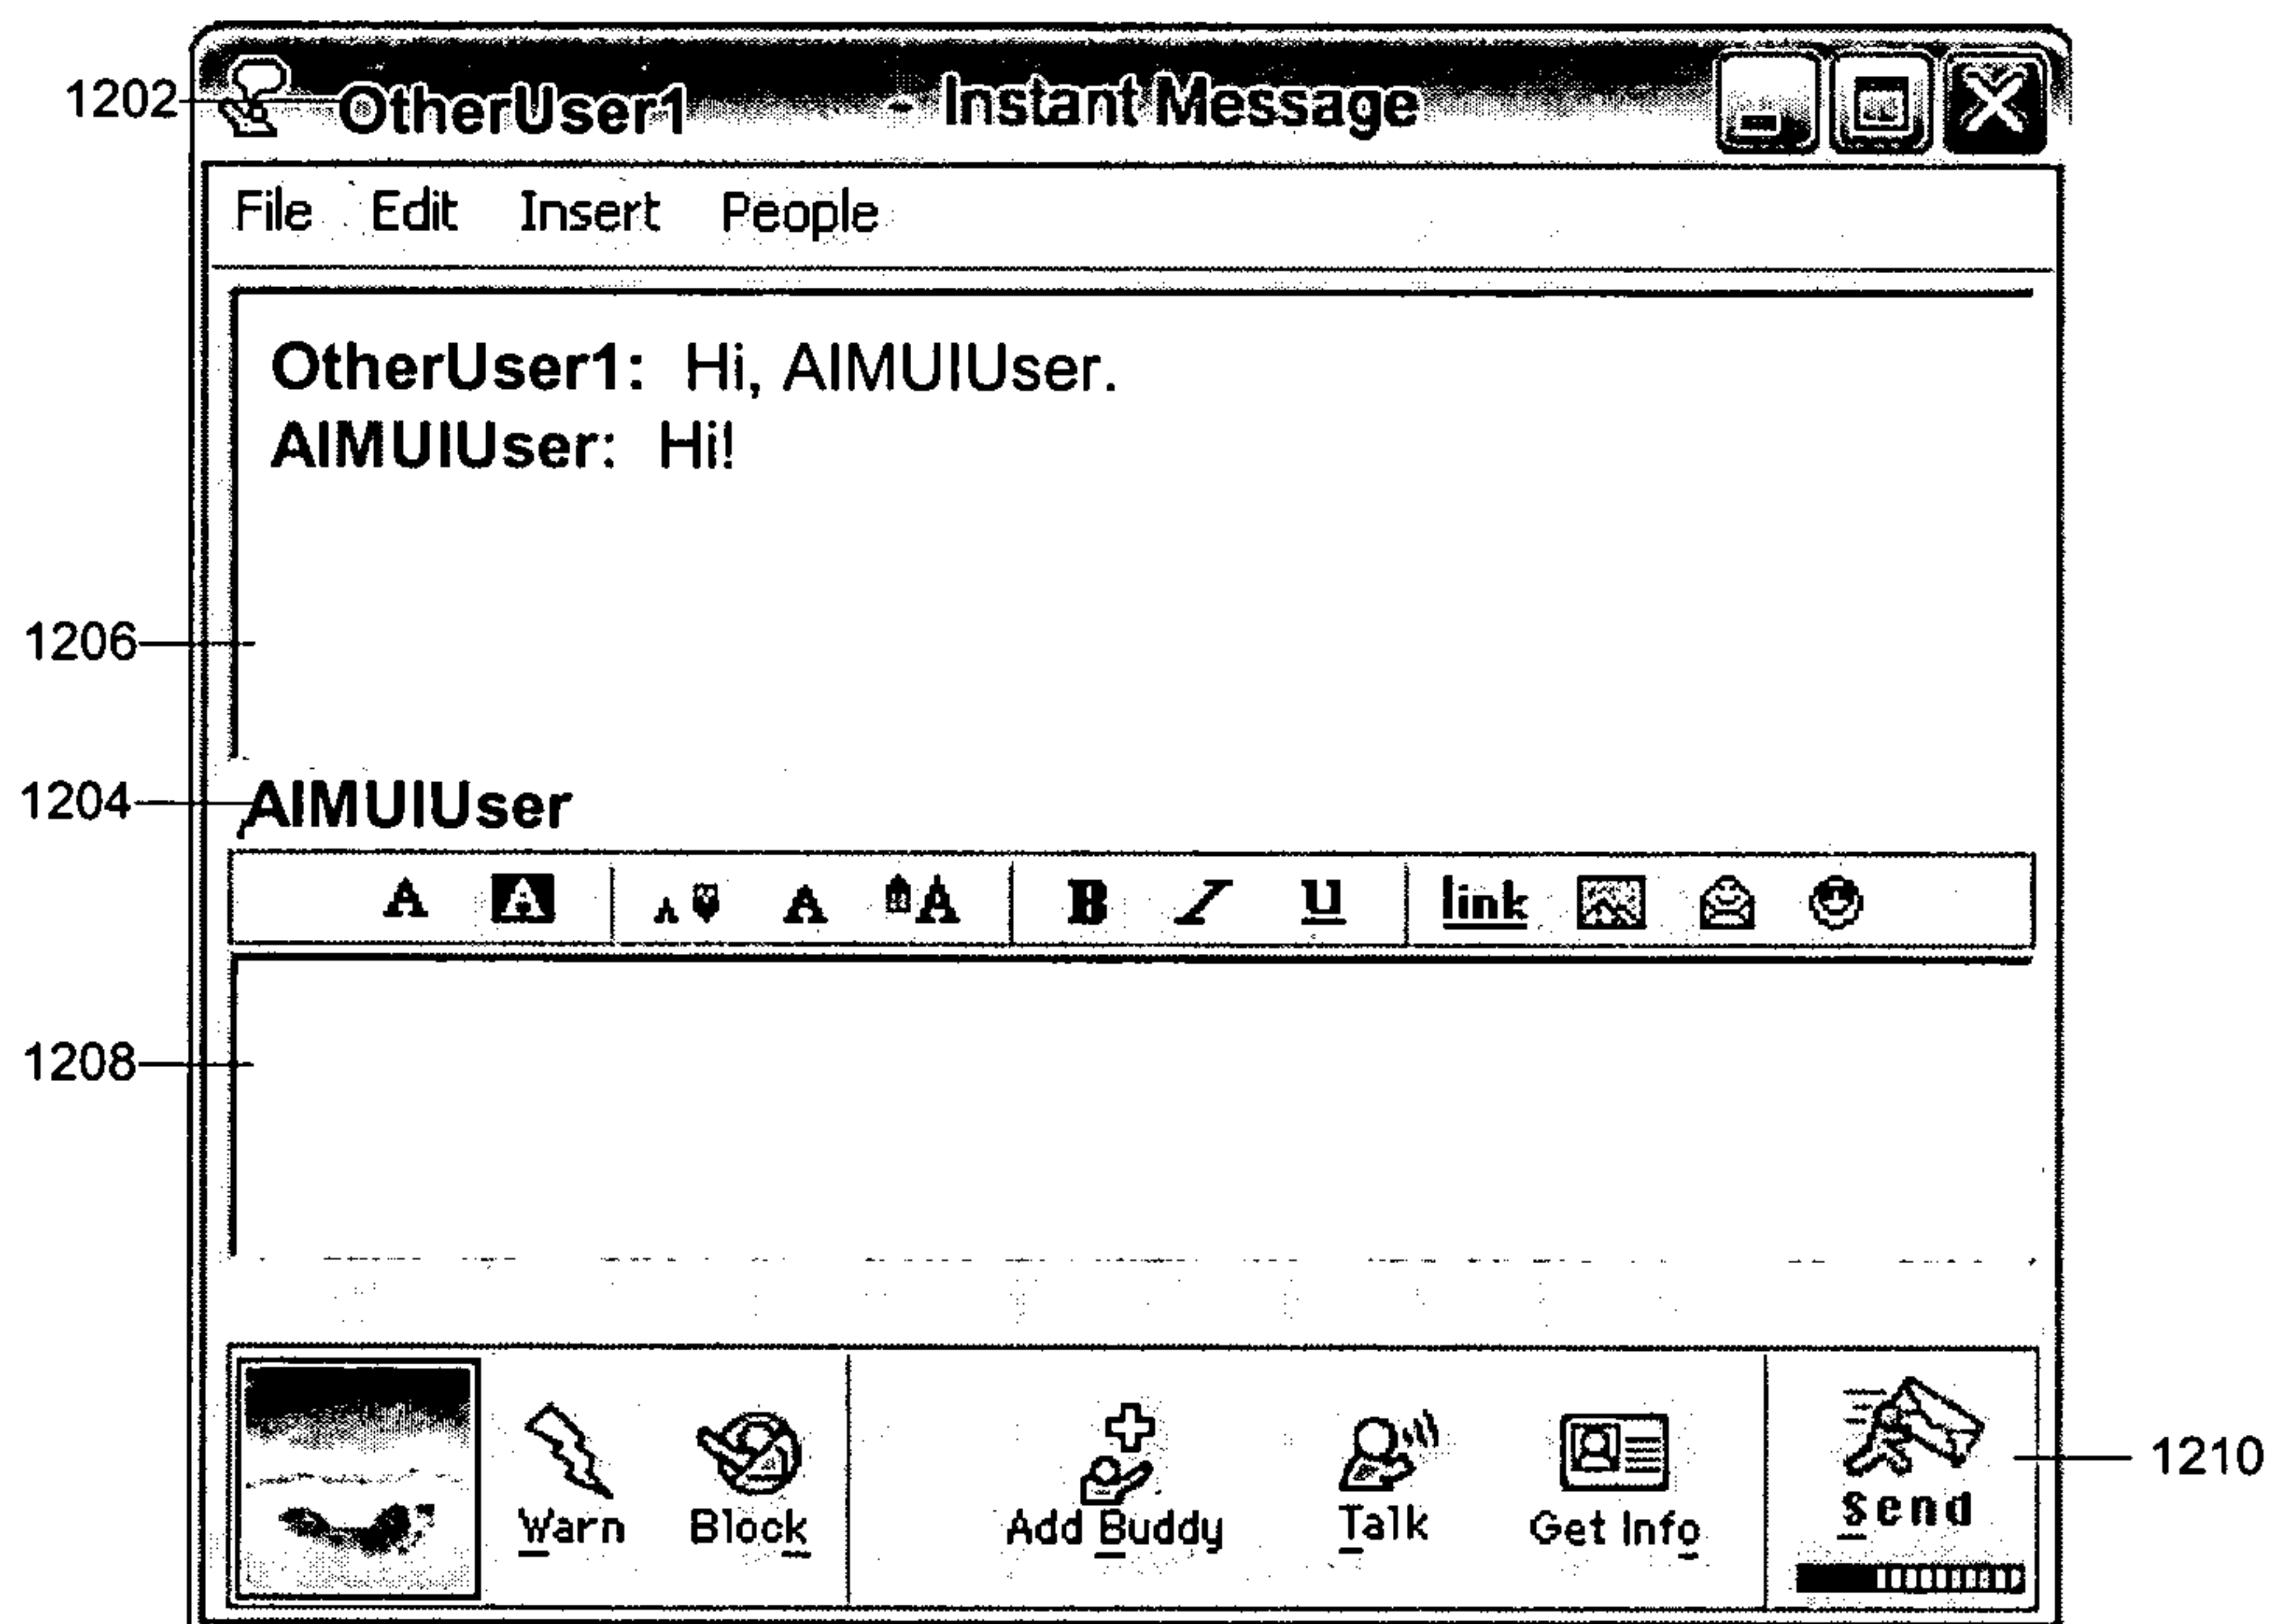 1202 OtherUser1 - Instant Message
File Edit Insert People
OtherUser1: Hi, AIMUIUser.
AIMUIUser: Hi!
1206
1204 AIMUIUser
A A A A A B I U link
1208
Warn Block Add Buddy Talk Get Info Send
1210